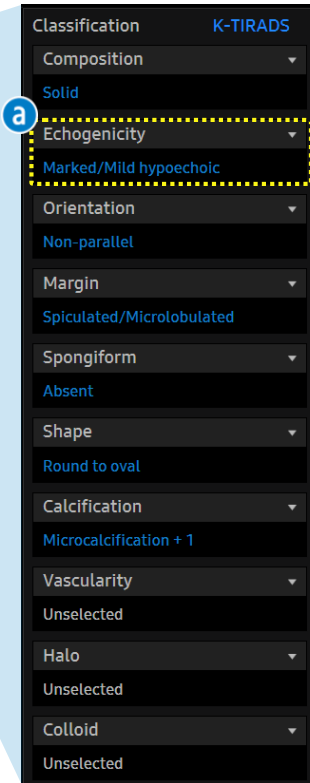 Classification K-TIRADS
Composition
Solid
a
Echogenicity
Marked/Mild hypoechoic
Orientation
Non-parallel
Margin
Spiculated/Microlobulated
Spongiform
Absent
Shape
Round to oval
Calcification
Microcalcification + 1
Vascularity
Unselected
Halo
Unselected
Colloid
Unselected